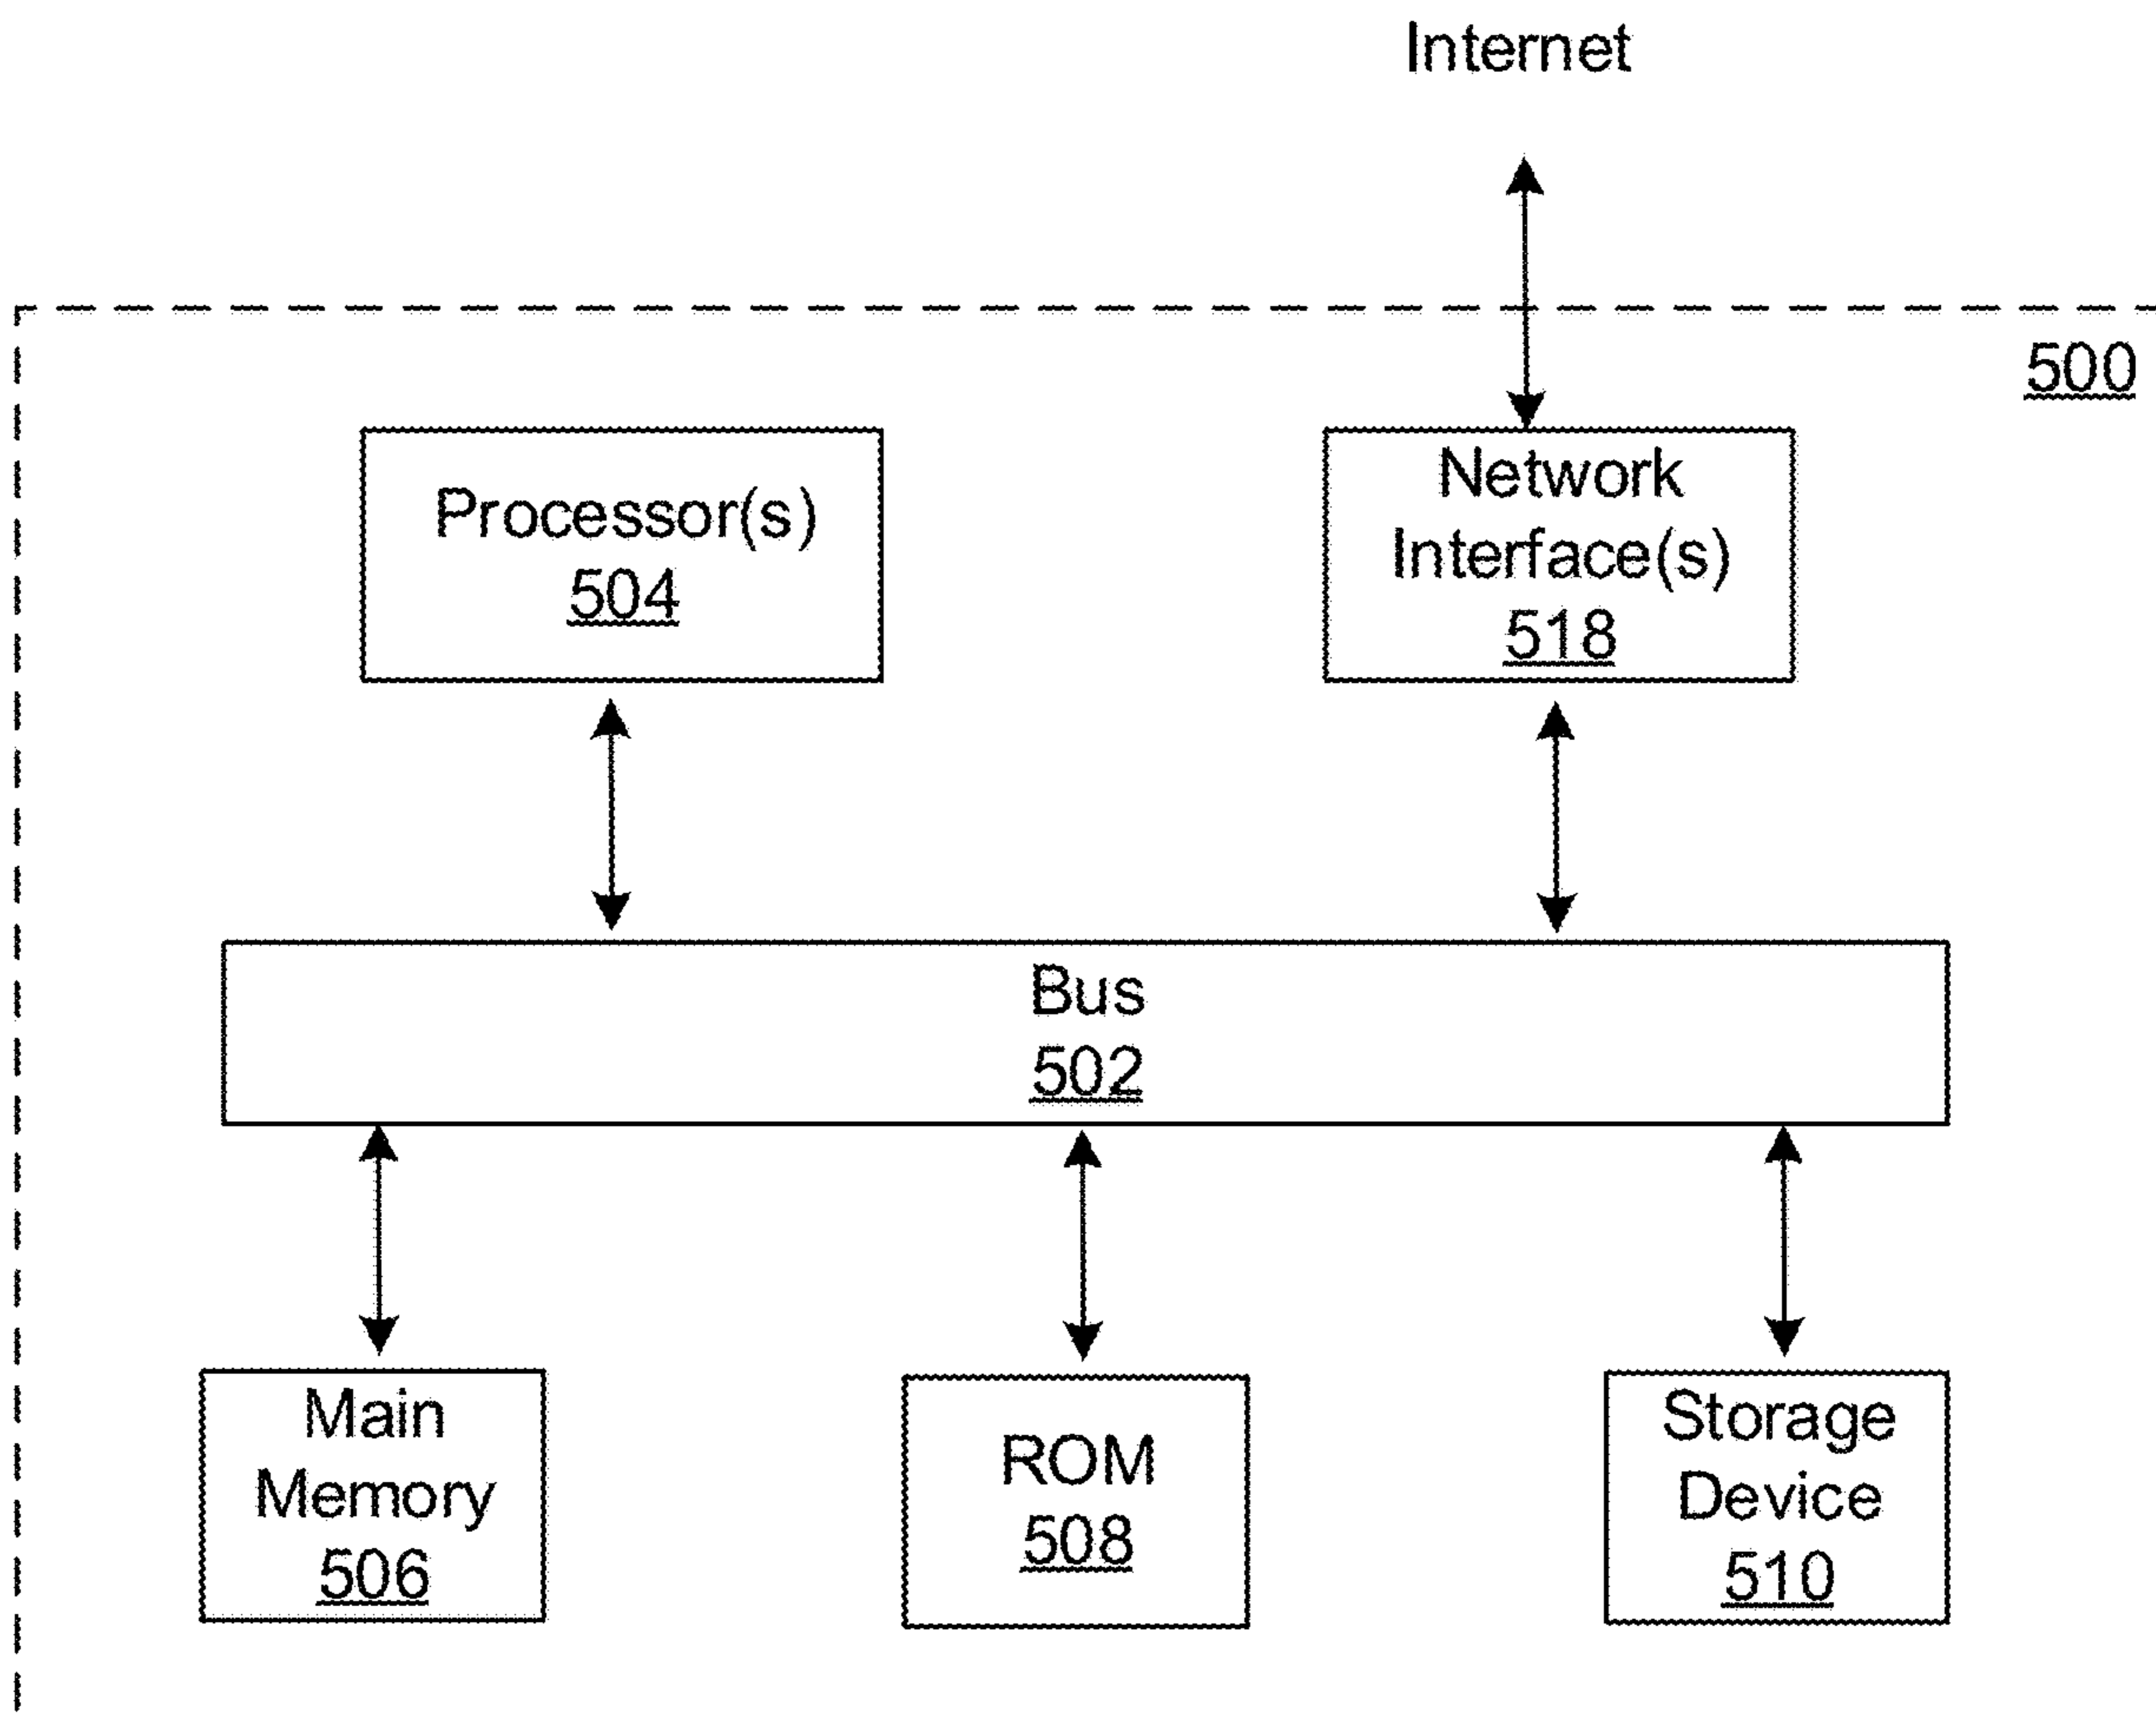 Internet
500
Processor(s)
504
Network
Interface(s)
518
Bus
502
Main
Memory
506
ROM
508
Storage
Device
510